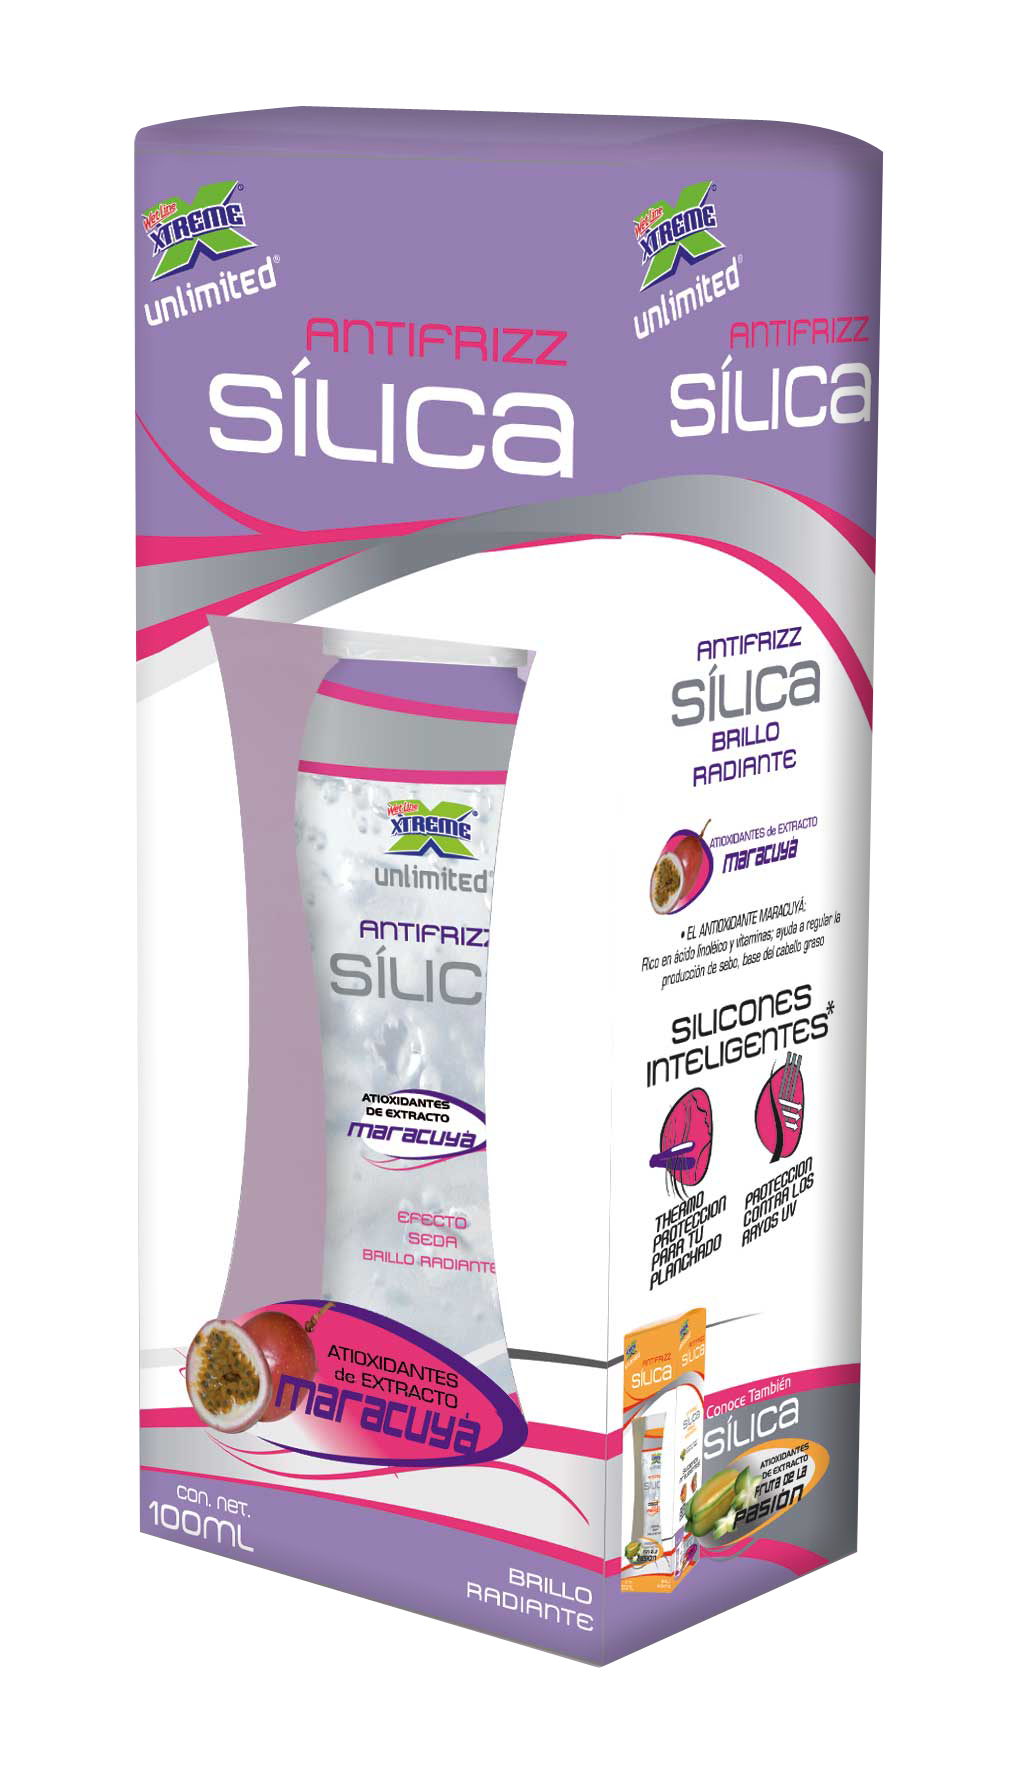 Wet Line
XTREME®
unlimited®
ANTIFRIZZ
SÍLICA
ANTIFRIZZ
SÍLIC
Wet Line
XTREME®
unlimited®
ATIOXIDANTES
DE EXTRACTO
maracuyá
EFECTO
SEDA
BRILLO RADIANTE
ATIOXIDANTES
de EXTRACTO
maracuyá
con. net.
100mL
BRILLO
RADIANTE
Wet Line
XTREME®
unlimited®
ANTIFRIZZ
SÍLICA
ANTIFRIZZ
SÍLICA
BRILLO
RADIANTE
ATIOXIDANTES de EXTRACTO
maracuyá
• EL ANTIOXIDANTE MARACUYÁ:
Rico en ácido linoléico y vitaminas; ayuda a regular la
producción de sebo, base del cabello graso
SILICONES
INTELIGENTES*
THERMO
PROTECCION
PARA TU
PLANCHADO
PROTECCION
CONTRA LOS
RAYOS UV
ANTIFRIZZ
SÍLICA
SÍLICA
Conoce También
SÍLICA
ATIOXIDANTES
DE EXTRACTO
FRUTA DE LA
Pasión